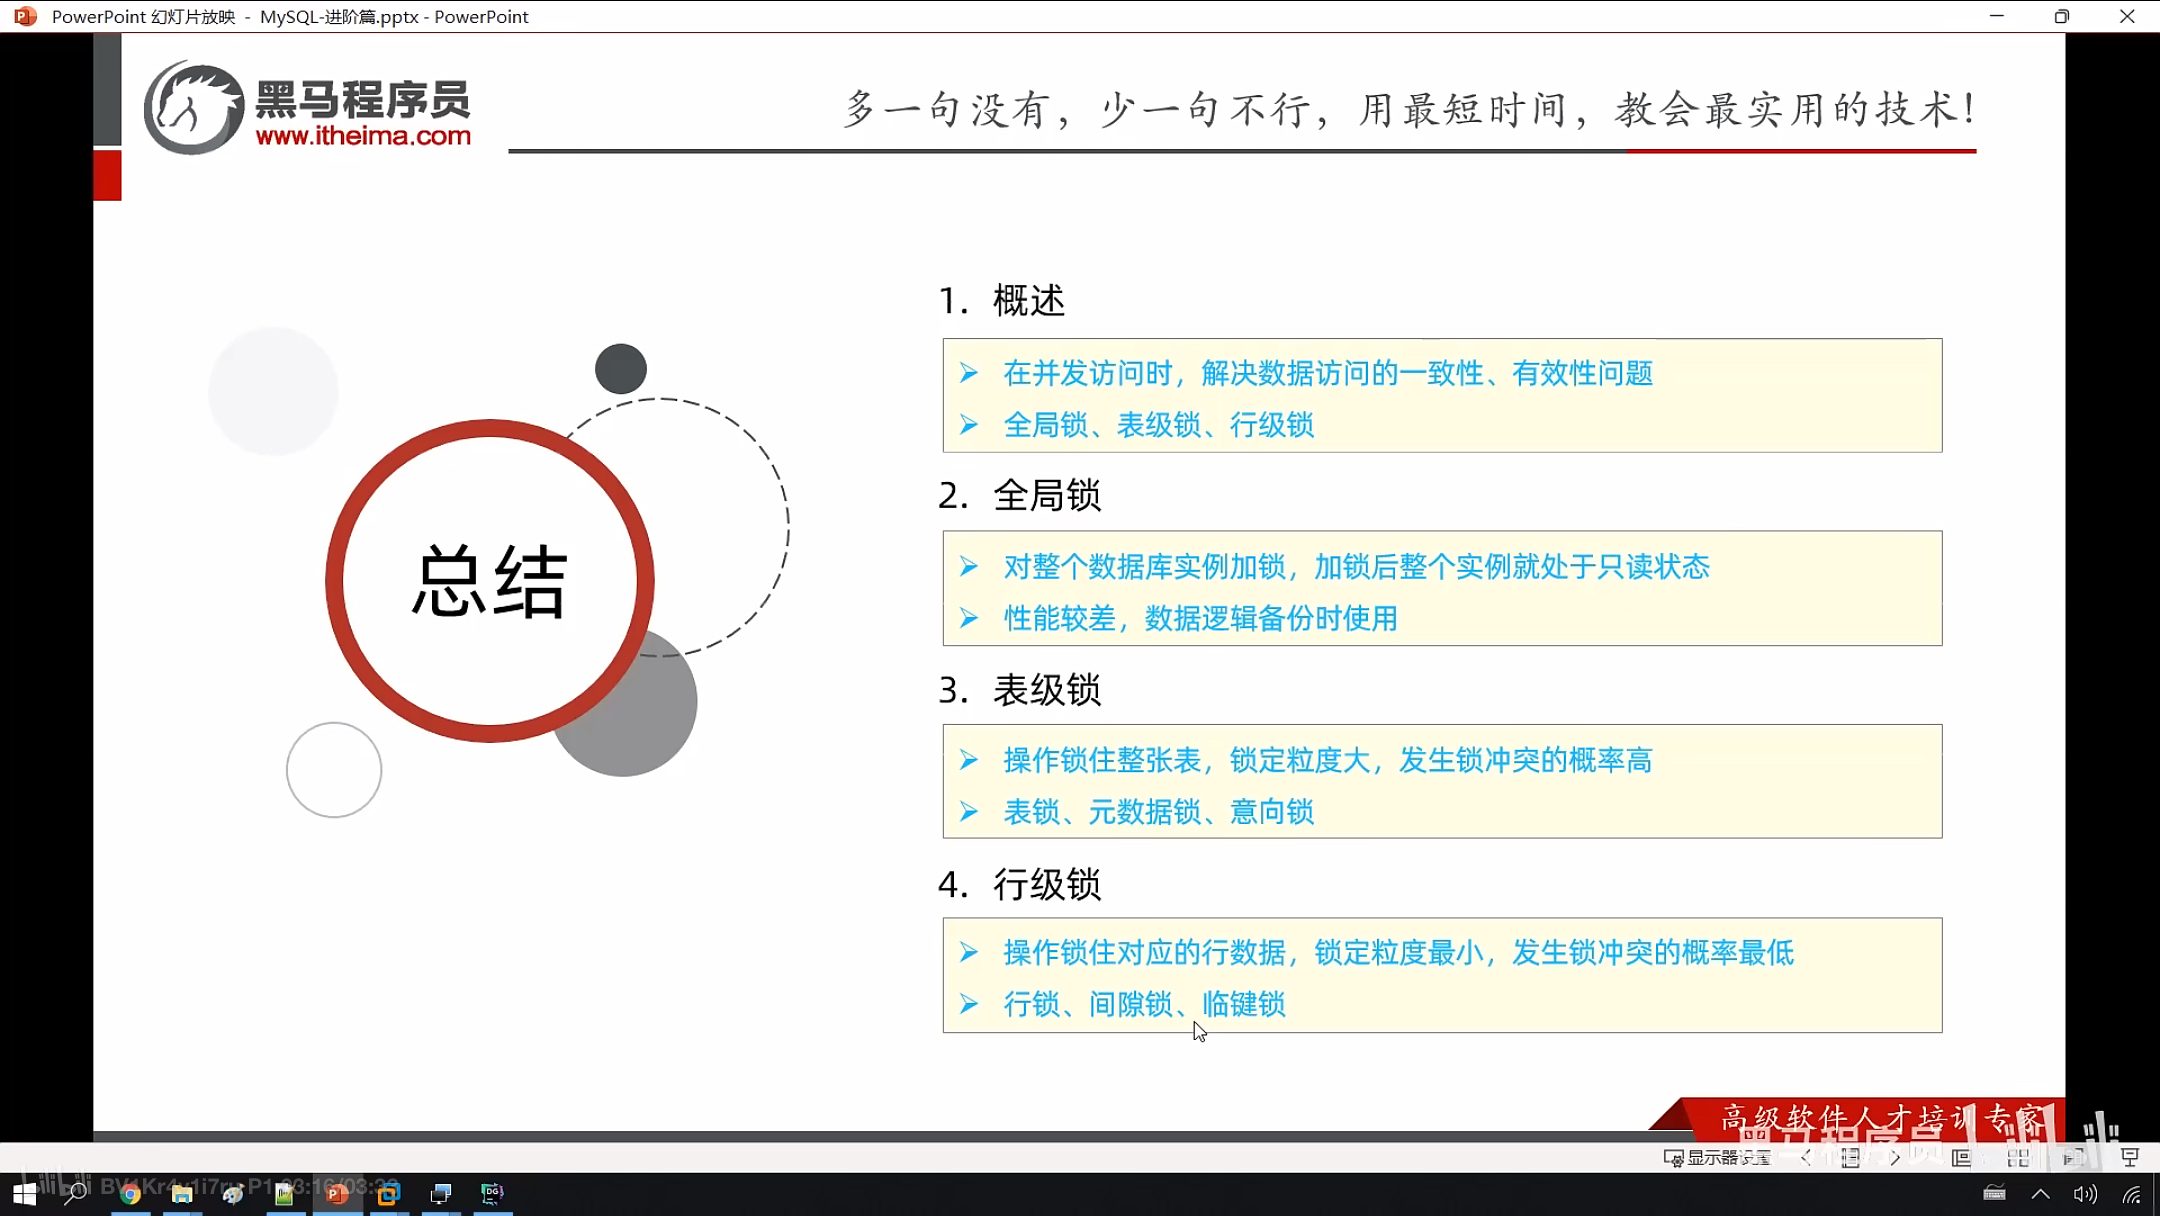 PowerPoint 幻灯片放映 - MySQL-进阶篇.pptx - PowerPoint
黑马程序员
www.itheima.com
多一句没有，少一句不行，用最短时间，教会最实用的技术！
总结
1. 概述
在并发访问时，解决数据访问的一致性、有效性问题
全局锁、表级锁、行级锁
2. 全局锁
对整个数据库实例加锁，加锁后整个实例就处于只读状态
性能较差，数据逻辑备份时使用
3. 表级锁
操作锁住整张表，锁定粒度大，发生锁冲突的概率高
表锁、元数据锁、意向锁
4. 行级锁
操作锁住对应的行数据，锁定粒度最小，发生锁冲突的概率最低
行锁、间隙锁、临键锁
高级软件人才培训专家
黑马程序员
显示器设置